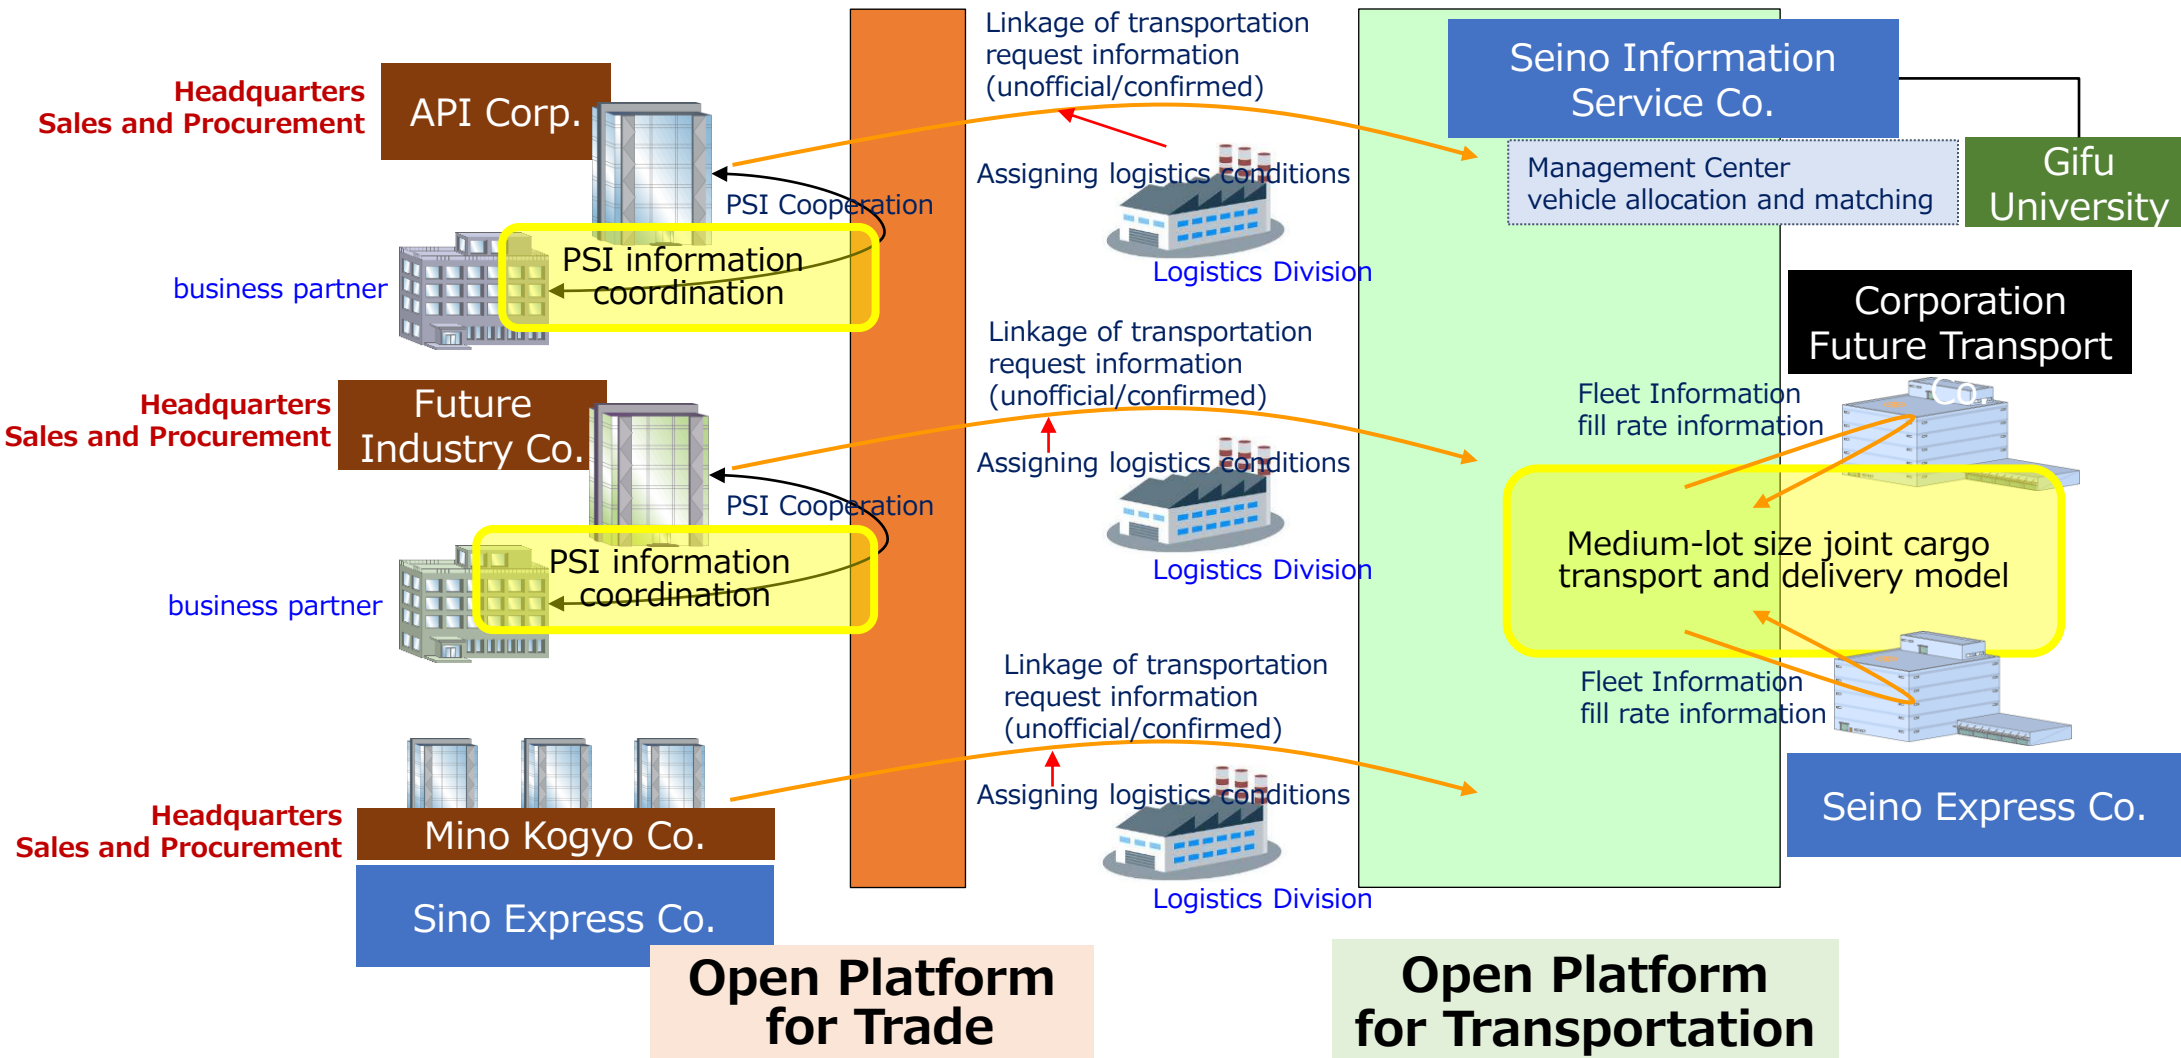 Linkage of transportation
request information
(unofficial/confirmed)
Seino Information
Service Co.
Headquarters
Sales and Procurement
API Corp.
Assigning logistics conditions
Management Center
vehicle allocation and matching
Gifu
University
PSI Cooperation
PSI information
coordination
business partner
Logistics Division
Corporation
Future Transport
Co.
Linkage of transportation
request information
(unofficial/confirmed)
Headquarters
Sales and Procurement
Future
Industry Co.
Fleet Information
fill rate information
Assigning logistics conditions
PSI Cooperation
PSI information
coordination
business partner
Logistics Division
Medium-lot size joint cargo
transport and delivery model
Linkage of transportation
request information
(unofficial/confirmed)
Fleet Information
fill rate information
Assigning logistics conditions
Headquarters
Sales and Procurement
Mino Kogyo Co.
Seino Express Co.
Sino Express Co.
Logistics Division
Open Platform
for Trade
Open Platform
for Transportation